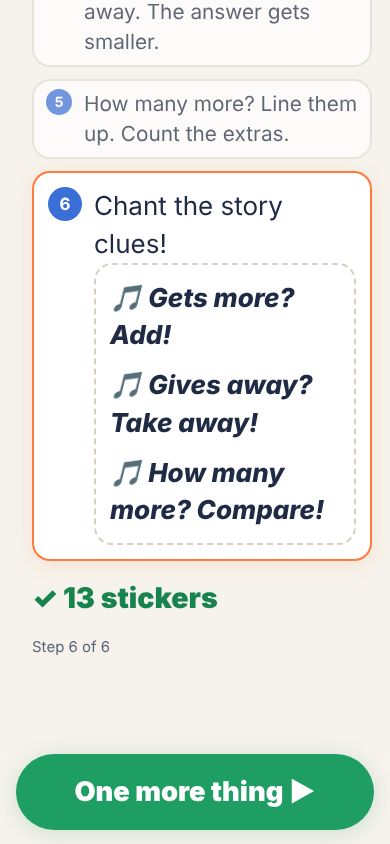 away. The answer gets
smaller.
5
How many more? Line them
up. Count the extras.
6
Chant the story
clues!
🎵 Gets more?
Add!
🎵 Gives away?
Take away!
🎵 How many
more? Compare!
✓ 13 stickers
Step 6 of 6
One more thing ▶